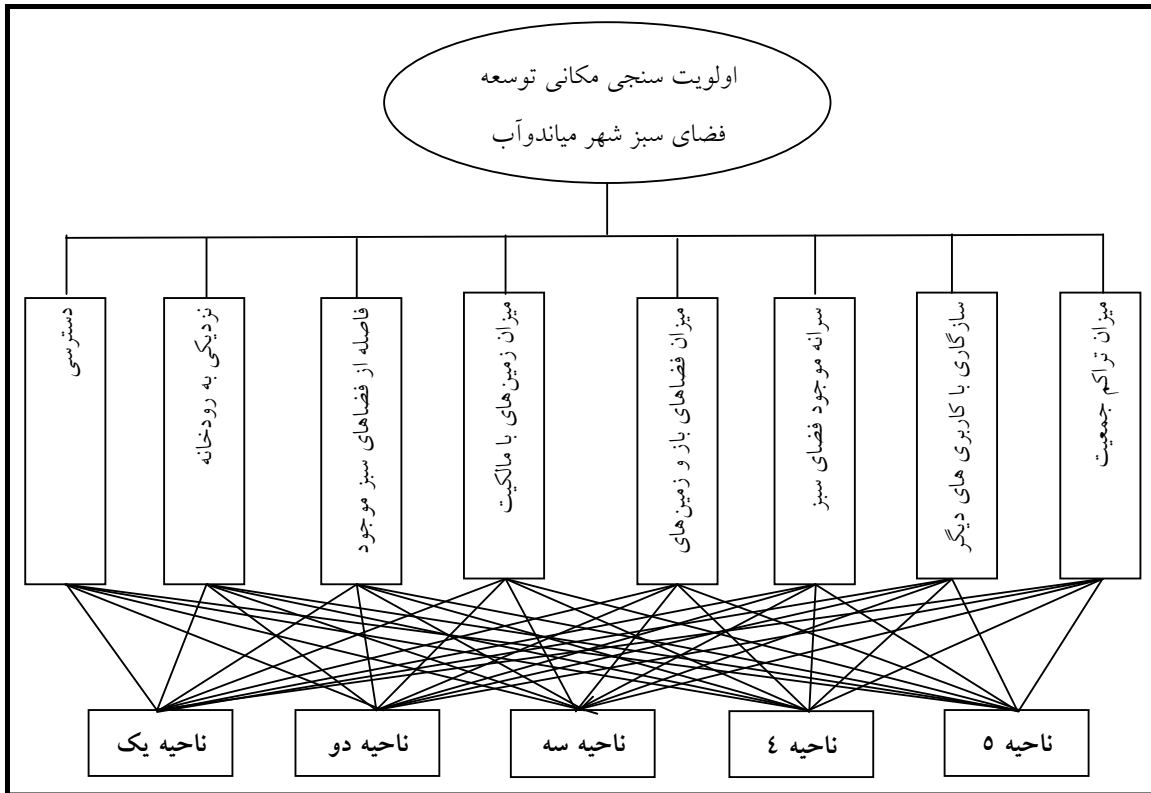 اولویت سنجی مکانی توسعه
فضای سبز شهر میاندوآب
میزان تراکم جمعیت
سازگاری با کاربری های دیگر
سرانه موجود فضای سبز
میزان فضاهای باز و زمین‌های
میزان زمین‌های با مالکیت
فاصله از فضاهای سبز موجود
نزدیکی به رودخانه
دسترسی
ناحیه ٥
ناحیه ٤
ناحیه سه
ناحیه دو
ناحیه یک